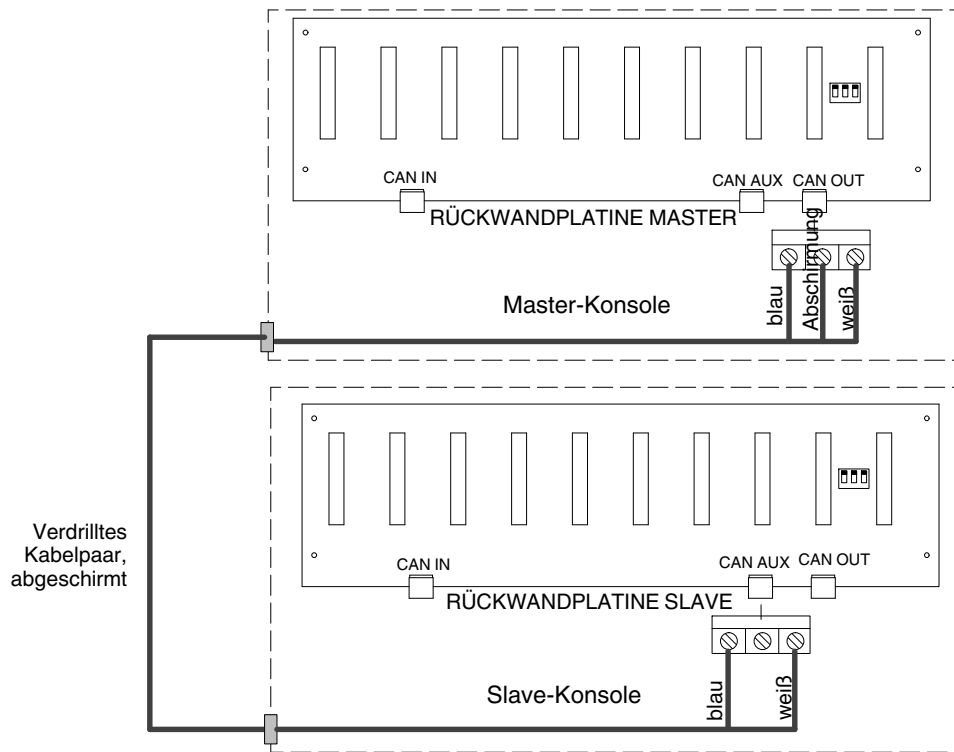 CAN IN
CAN AUX
CAN OUT
RÜCKWANDPLATINE MASTER
blau
Abschirmung
weiß
Master-Konsole
Verdrilltes
Kabelpaar,
abgeschirmt
CAN IN
CAN AUX
CAN OUT
RÜCKWANDPLATINE SLAVE
blau
weiß
Slave-Konsole